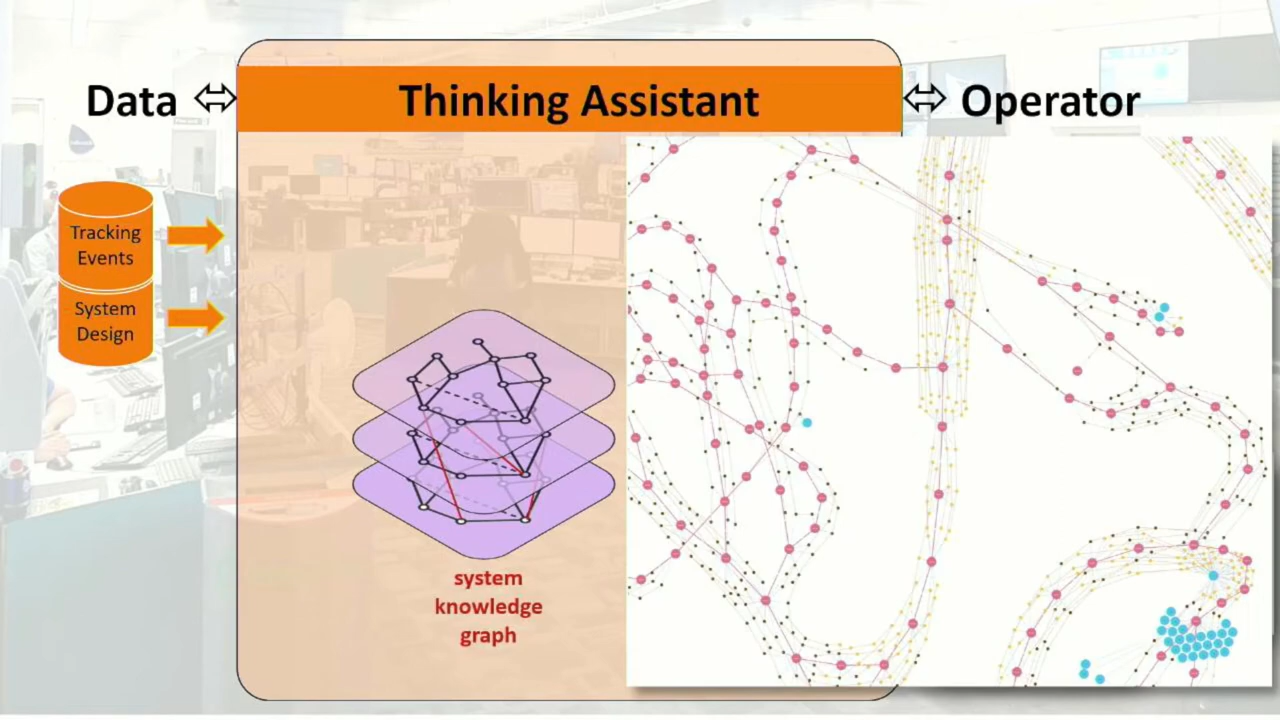 Data ⬄ Thinking Assistant ⬄ Operator
Tracking
Events
System
Design
system
knowledge
graph